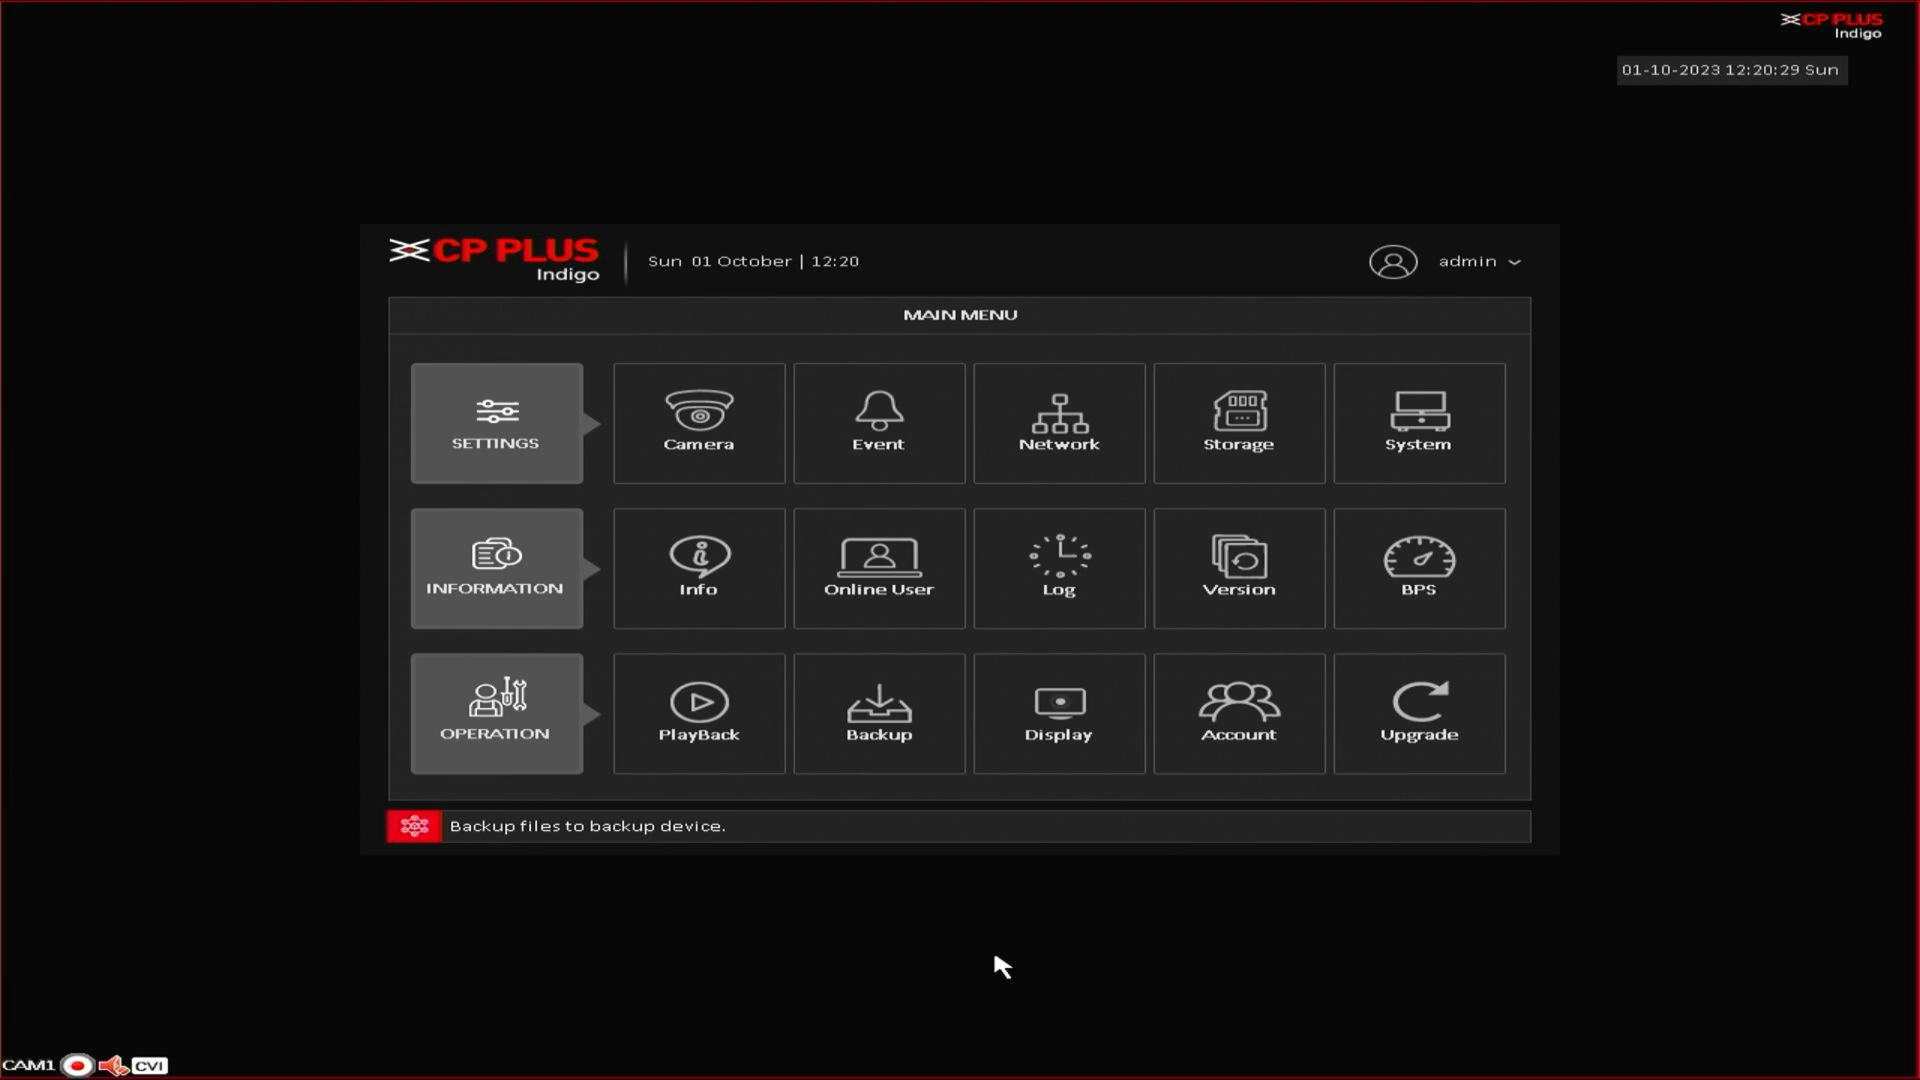 CP PLUS
Indigo
01-10-2023 12:20:29 Sun
CP PLUS
Indigo
Sun 01 October | 12:20
admin
MAIN MENU
SETTINGS
Camera
Event
Network
Storage
System
INFORMATION
Info
Online User
Log
Version
BPS
OPERATION
PlayBack
Backup
Display
Account
Upgrade
Backup files to backup device.
CAM1 CVI